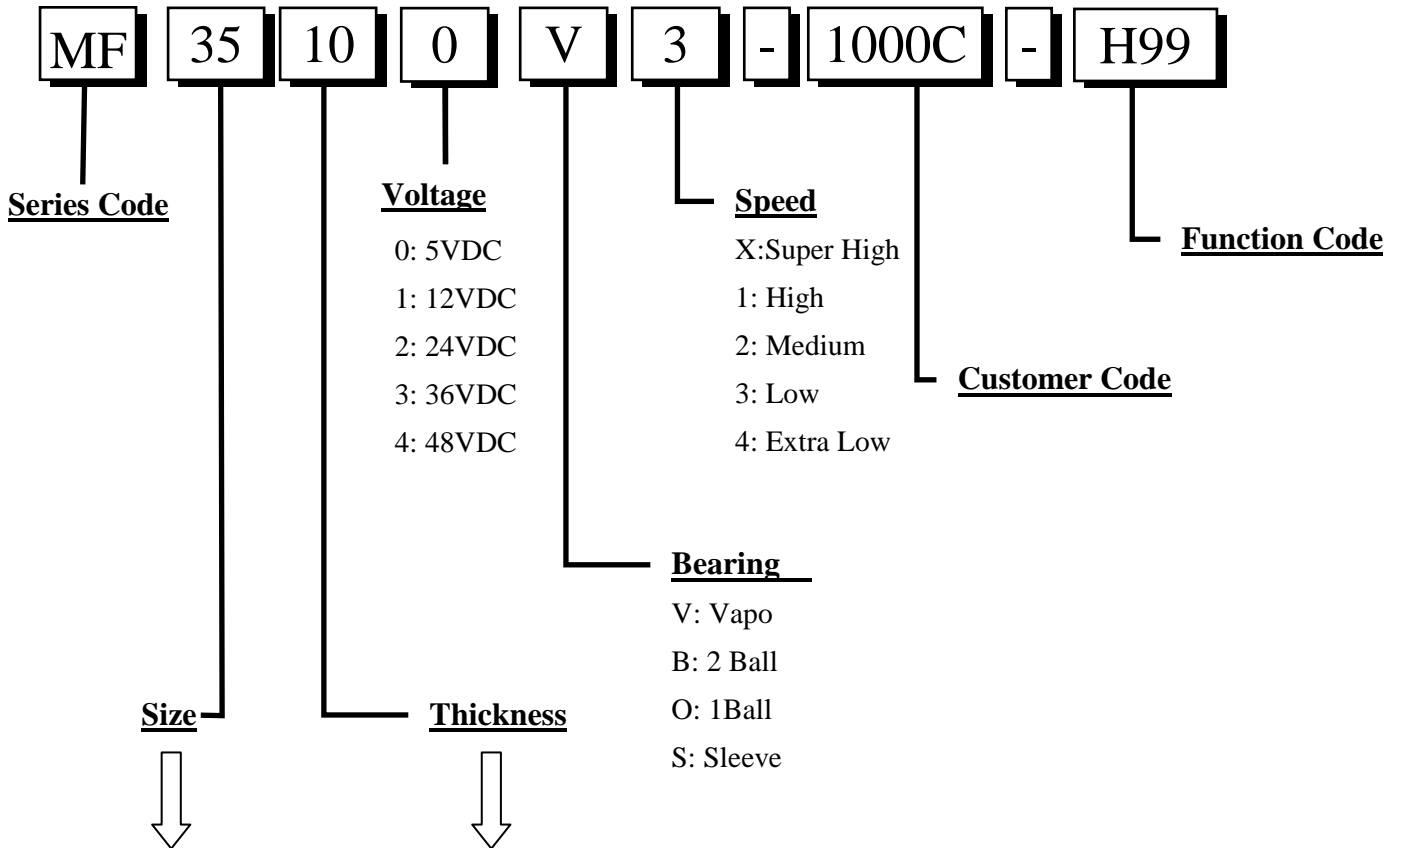 MF 35 10 0 V 3 - 1000C - H99
Series Code
Voltage
0: 5VDC
1: 12VDC
2: 24VDC
3: 36VDC
4: 48VDC
Speed
X:Super High
1: High
2: Medium
3: Low
4: Extra Low
Function Code
Customer Code
Bearing
V: Vapo
B: 2 Ball
O: 1Ball
S: Sleeve
Size
Thickness